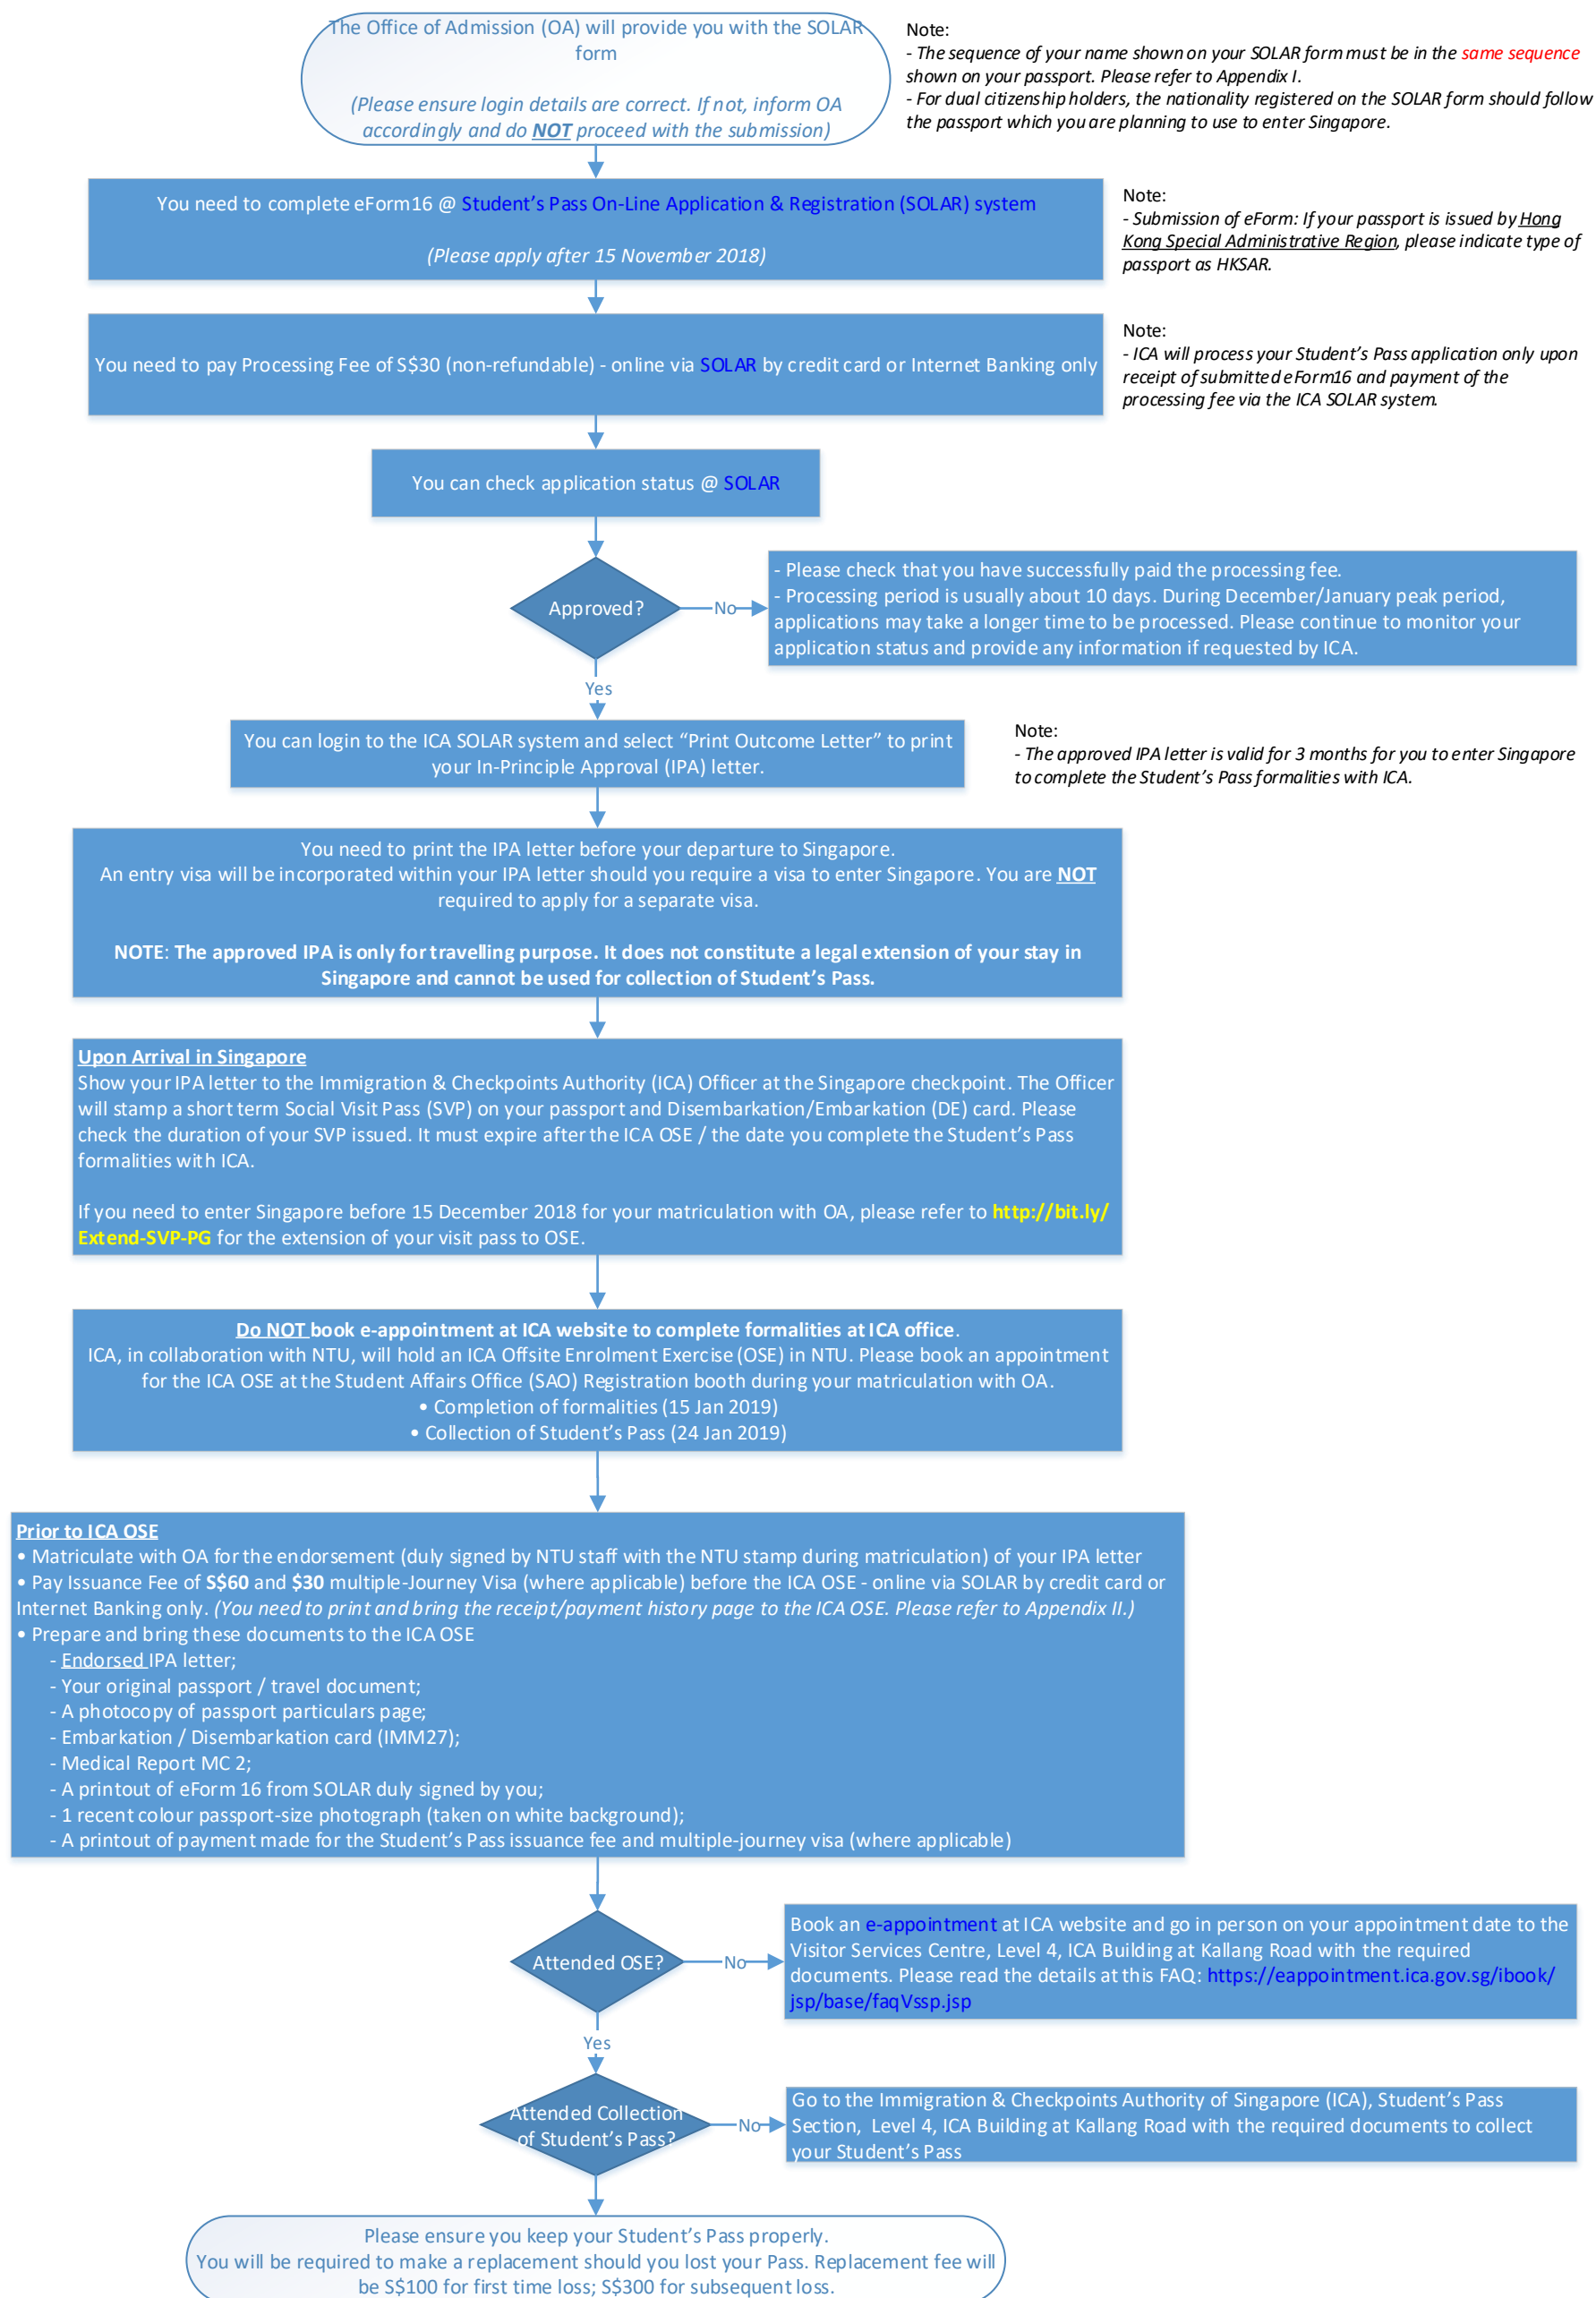 The Office of Admission (OA) will provide you with the SOLAR
form
(Please ensure login details are correct. If not, inform OA
accordingly and do NOT proceed with the submission)
Note:
- The sequence of your name shown on your SOLAR form must be in the same sequence
shown on your passport. Please refer to Appendix I.
- For dual citizenship holders, the nationality registered on the SOLAR form should follow
the passport which you are planning to use to enter Singapore.
You need to complete eForm16 @ Student's Pass On-Line Application & Registration (SOLAR) system
(Please apply after 15 November 2018)
Note:
- Submission of eForm: If your passport is issued by Hong
Kong Special Administrative Region, please indicate type of
passport as HKSAR.
You need to pay Processing Fee of S$30 (non-refundable) - online via SOLAR by credit card or Internet Banking only
Note:
- ICA will process your Student's Pass application only upon
receipt of submitted eForm16 and payment of the
processing fee via the ICA SOLAR system.
You can check application status @ SOLAR
Approved?
No
- Please check that you have successfully paid the processing fee.
- Processing period is usually about 10 days. During December/January peak period,
applications may take a longer time to be processed. Please continue to monitor your
application status and provide any information if requested by ICA.
Yes
You can login to the ICA SOLAR system and select “Print Outcome Letter” to print
your In-Principle Approval (IPA) letter.
Note:
- The approved IPA letter is valid for 3 months for you to enter Singapore
to complete the Student's Pass formalities with ICA.
You need to print the IPA letter before your departure to Singapore.
An entry visa will be incorporated within your IPA letter should you require a visa to enter Singapore. You are NOT
required to apply for a separate visa.
NOTE: The approved IPA is only for travelling purpose. It does not constitute a legal extension of your stay in
Singapore and cannot be used for collection of Student's Pass.
Upon Arrival in Singapore
Show your IPA letter to the Immigration & Checkpoints Authority (ICA) Officer at the Singapore checkpoint. The Officer
will stamp a short term Social Visit Pass (SVP) on your passport and Disembarkation/Embarkation (DE) card. Please
check the duration of your SVP issued. It must expire after the ICA OSE / the date you complete the Student's Pass
formalities with ICA.
If you need to enter Singapore before 15 December 2018 for your matriculation with OA, please refer to http://bit.ly/
Extend-SVP-PG for the extension of your visit pass to OSE.
Do NOT book e-appointment at ICA website to complete formalities at ICA office.
ICA, in collaboration with NTU, will hold an ICA Offsite Enrolment Exercise (OSE) in NTU. Please book an appointment
for the ICA OSE at the Student Affairs Office (SAO) Registration booth during your matriculation with OA.
• Completion of formalities (15 Jan 2019)
• Collection of Student's Pass (24 Jan 2019)
Prior to ICA OSE
• Matriculate with OA for the endorsement (duly signed by NTU staff with the NTU stamp during matriculation) of your IPA letter
• Pay Issuance Fee of S$60 and $30 multiple-Journey Visa (where applicable) before the ICA OSE - online via SOLAR by credit card or
Internet Banking only. (You need to print and bring the receipt/payment history page to the ICA OSE. Please refer to Appendix II.)
• Prepare and bring these documents to the ICA OSE
- Endorsed IPA letter;
- Your original passport / travel document;
- A photocopy of passport particulars page;
- Embarkation / Disembarkation card (IMM27);
- Medical Report MC 2;
- A printout of eForm 16 from SOLAR duly signed by you;
- 1 recent colour passport-size photograph (taken on white background);
- A printout of payment made for the Student's Pass issuance fee and multiple-journey visa (where applicable)
Attended OSE?
No
Book an e-appointment at ICA website and go in person on your appointment date to the
Visitor Services Centre, Level 4, ICA Building at Kallang Road with the required
documents. Please read the details at this FAQ: https://eappointment.ica.gov.sg/ibook/
jsp/base/faqVssp.jsp
Yes
Attended Collection
of Student's Pass?
No
Go to the Immigration & Checkpoints Authority of Singapore (ICA), Student's Pass
Section, Level 4, ICA Building at Kallang Road with the required documents to collect
your Student's Pass
Please ensure you keep your Student's Pass properly.
You will be required to make a replacement should you lost your Pass. Replacement fee will
be S$100 for first time loss; S$300 for subsequent loss.